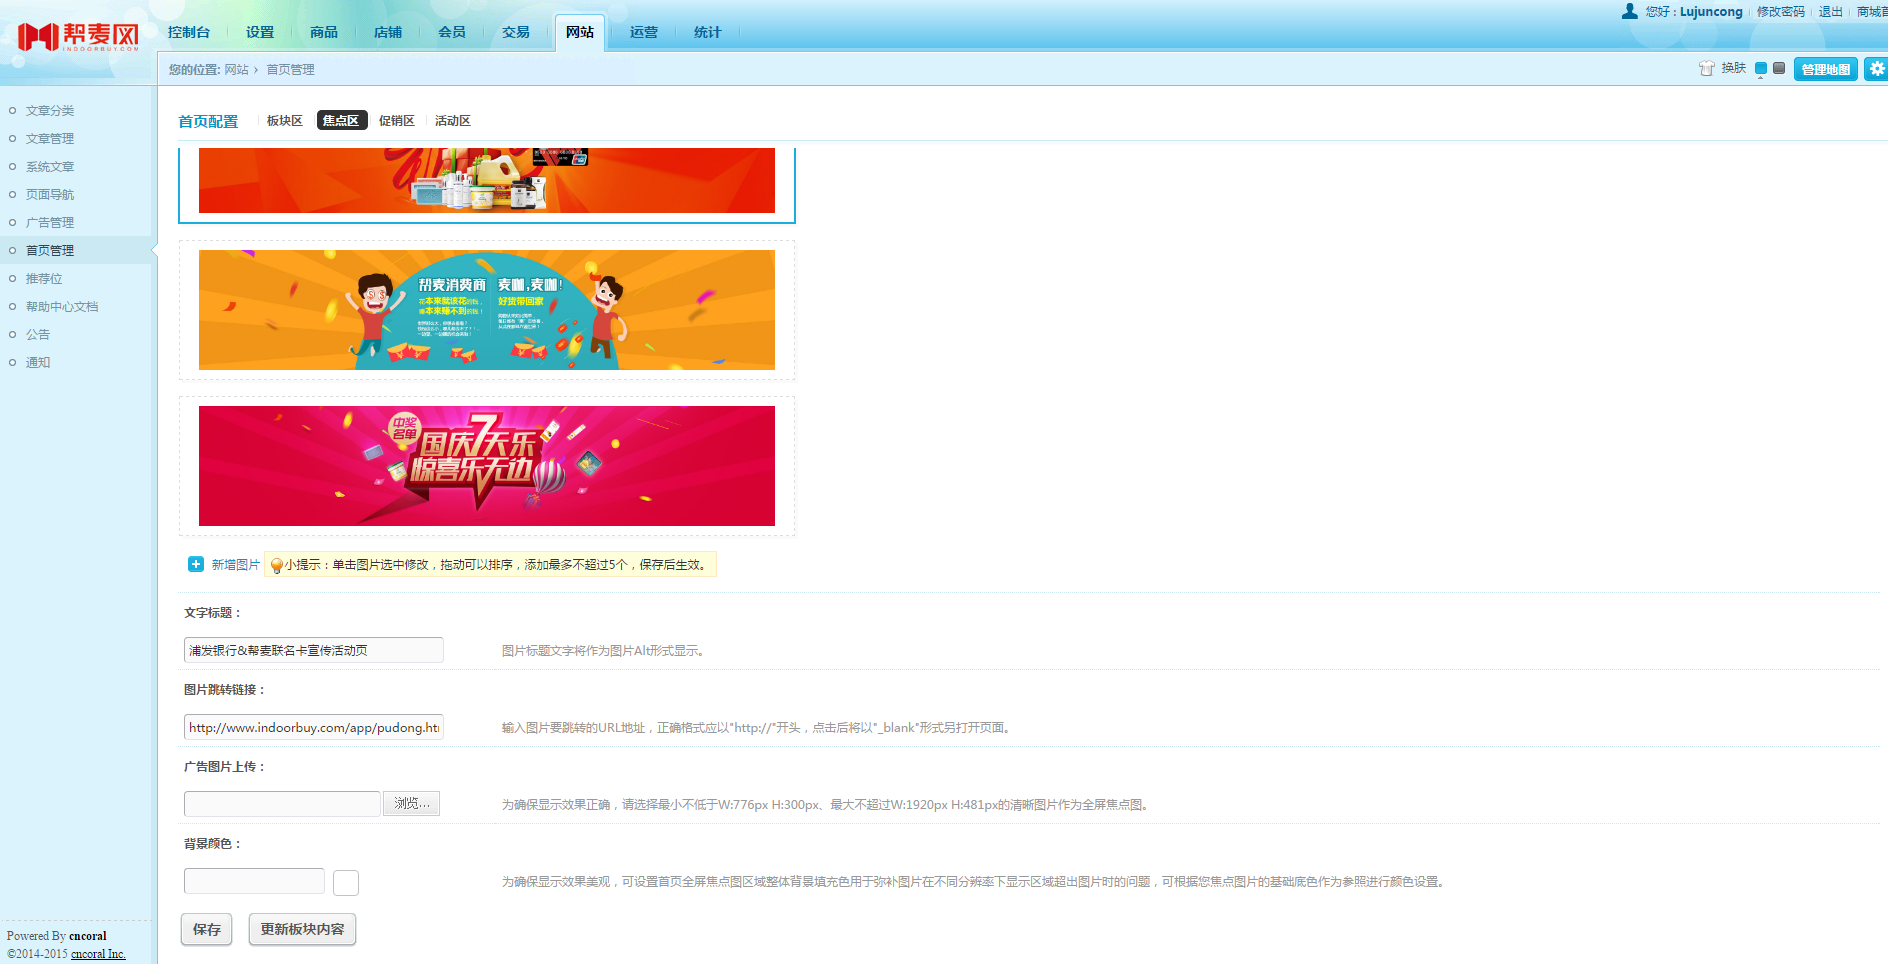 您好 : Lujuncong 修改密码 退出 商城首
帮麦网
INDOORBUY.COM
控制台 设置 商品 店铺 会员 交易 网站 运营 统计
您的位置: 网站 › 首页管理
换肤 管理地图
文章分类
文章管理
系统文章
页面导航
广告管理
首页管理
推荐位
帮助中心文档
公告
通知
首页配置 板块区 焦点区 促销区 活动区
帮麦消费商 麦咖,麦咖!
花本来就该花的钱,
赚本来赚不到的钱!
好货带回家
中奖
名单
国庆7天乐
惊喜乐无边
新增图片 小提示：单击图片选中修改，拖动可以排序，添加最多不超过5个，保存后生效。
文字标题：
浦发银行&帮麦联名卡宣传活动页 图片标题文字将作为图片Alt形式显示。
图片跳转链接：
http://www.indoorbuy.com/app/pudong.htm 输入图片要跳转的URL地址，正确格式应以"http://"开头，点击后将以"_blank"形式另打开页面。
广告图片上传：
浏览... 为确保显示效果正确，请选择最小不低于W:776px H:300px、最大不超过W:1920px H:481px的清晰图片作为全屏焦点图。
背景颜色：
为确保显示效果美观，可设置首页全屏焦点图区域整体背景填充色用于弥补图片在不同分辨率下显示区域超出图片时的问题，可根据您焦点图片的基础底色作为参照进行颜色设置。
保存 更新板块内容
Powered By cncoral
©2014-2015 cncoral Inc.